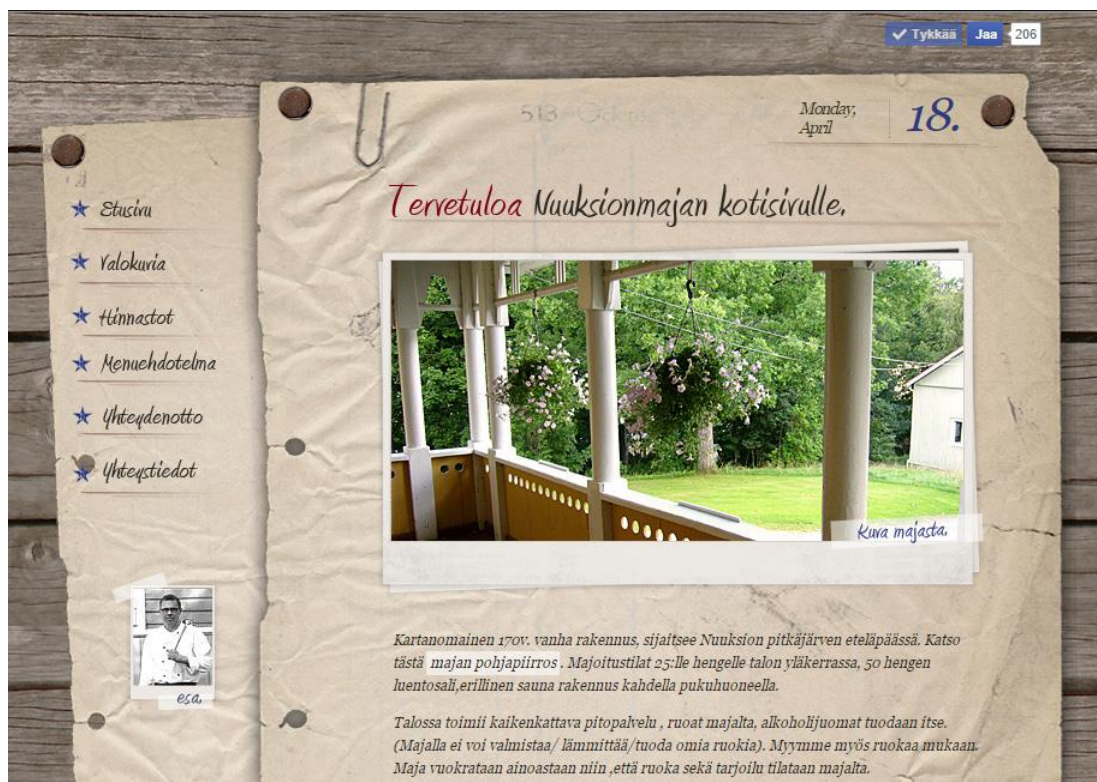 Tykkää Jaa 206
Monday,
April
18.
Tervetuloa Nuuksionmajan kotisivulle.
Etusivu
Valokuvia
Hinnastot
Menuehdotelma
Yhteydenotto
Yhteystiedot
Kuva majasta.
esa.
Kartanomainen 170v. vanha rakennus, sijaitsee Nuuksion pitkäjärven eteläpäässä. Katso
tästä majan pohjapiirros . Majoitustilat 25:lle hengelle talon yläkerrassa, 50 hengen
luentosali,erillinen sauna rakennus kahdella pukuhuoneella.
Talossa toimii kaikenkattava pitopalvelu , ruoat majalta, alkoholijuomat tuodaan itse.
(Majalla ei voi valmistaa/ lämmittää/tuoda omia ruokia). Myymme myös ruokaa mukaan.
Maja vuokrataan ainoastaan niin ,että ruoka sekä tarjoilu tilataan majalta.